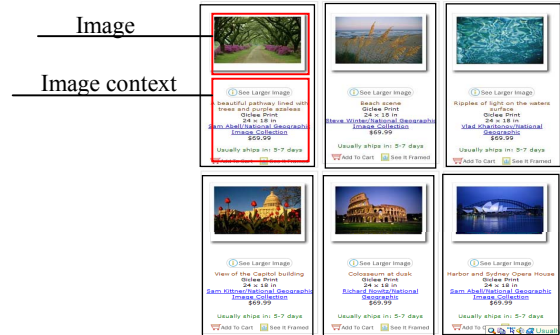 Image
Image context
See Larger Image
A beautiful pathway lined with
trees and purple azaleas
Giclee Print
24 x 18 in
Sam Abell/National Geographic
Image Collection
$69.99
Usually ships in: 5-7 days
Add To Cart See It Framed
See Larger Image
Beach scene
Giclee Print
24 x 18 in
Steve Winter/National Geographic
Image Collection
$69.99
Usually ships in: 5-7 days
Add To Cart See It Framed
See Larger Image
Ripples of light on the waters
surface
Giclee Print
24 x 18 in
Vlad Kharitonov/National
Geographic
$69.99
Usually ships in: 5-7 days
Add To Cart See It Framed
See Larger Image
View of the Capitol building
Giclee Print
24 x 18 in
Sam Kittner/National Geographic
Image Collection
$69.99
Usually ships in: 5-7 days
Add To Cart See It Framed
See Larger Image
Colosseum at dusk
Giclee Print
24 x 18 in
Richard Nowitz/National
Geographic
$69.99
Usually ships in: 5-7 days
Add To Cart See It Framed
See Larger Image
Harbor and Sydney Opera House
Giclee Print
24 x 18 in
Sam Abell/National Geographic
Image Collection
$69.99
Usually ships in: 5-7 days
Add To C
Usuall